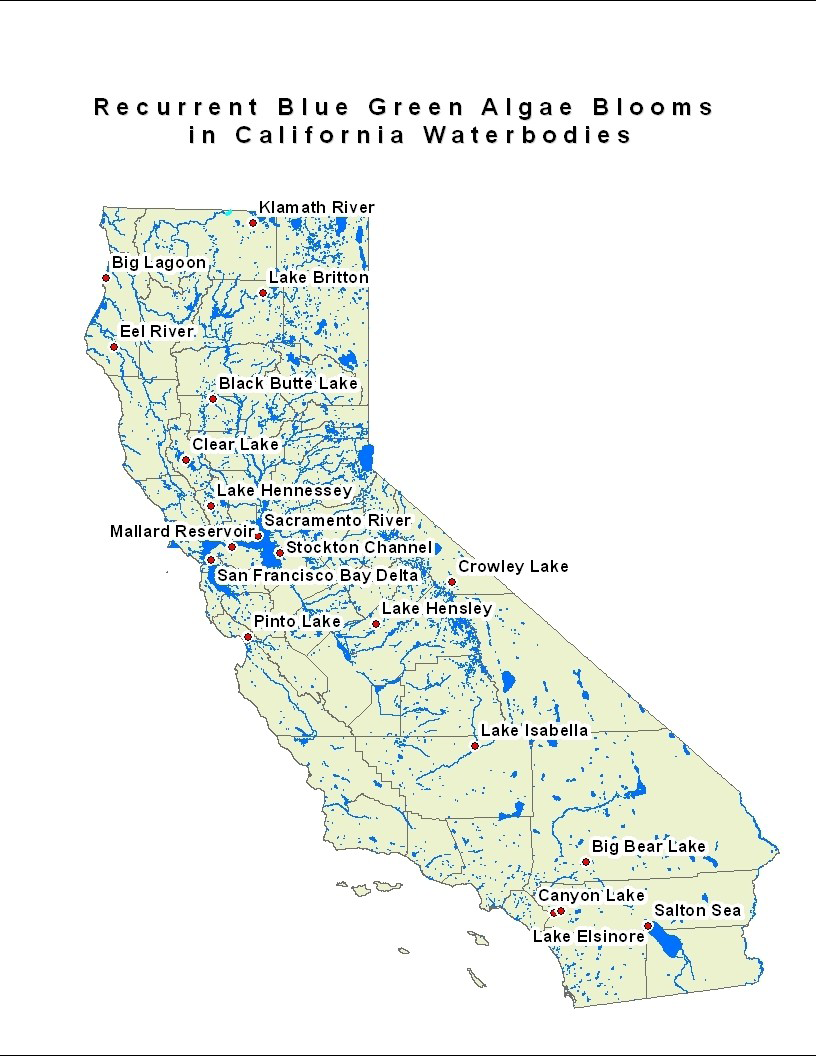 Recurrent Blue Green Algae Blooms
in California Waterbodies
Klamath River
Big Lagoon
Lake Britton
Eel River
Black Butte Lake
Clear Lake
Lake Hennessey
Sacramento River
Mallard Reservoir
Stockton Channel
Crowley Lake
San Francisco Bay Delta
Lake Hensley
Pinto Lake
Lake Isabella
Big Bear Lake
Canyon Lake
Salton Sea
Lake Elsinore